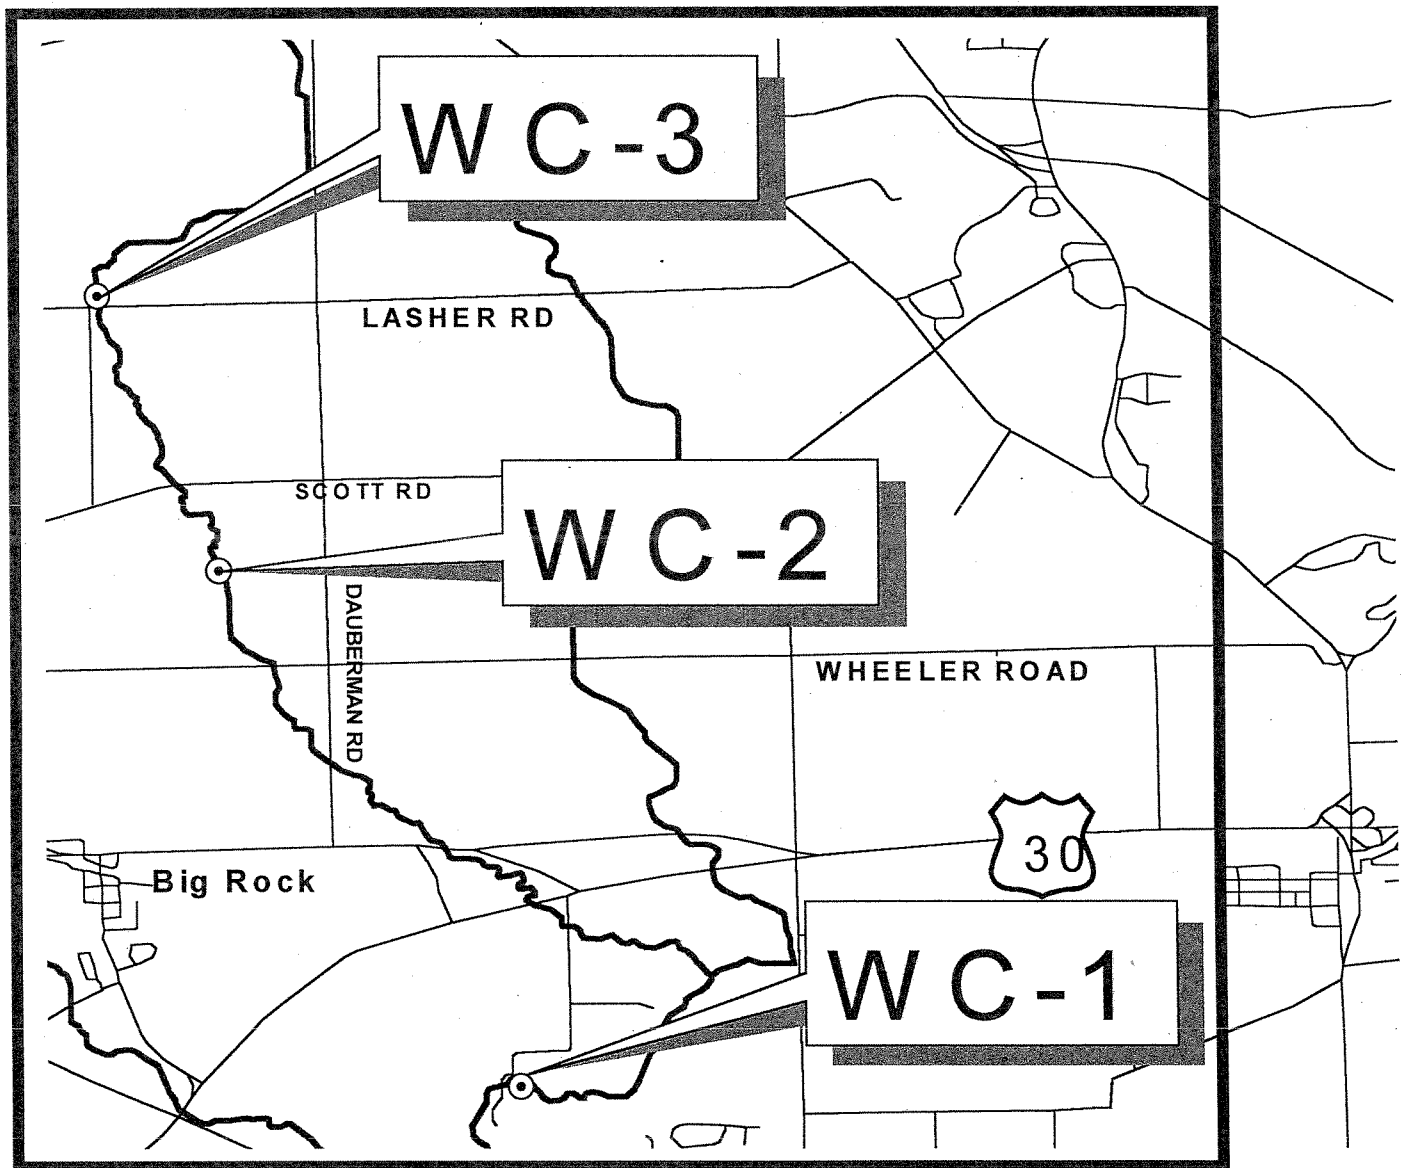 WC-3
LASHER RD
SCOTT RD
WC-2
DAUBERMAN RD
WHEELER ROAD
30
Big Rock
WC-1